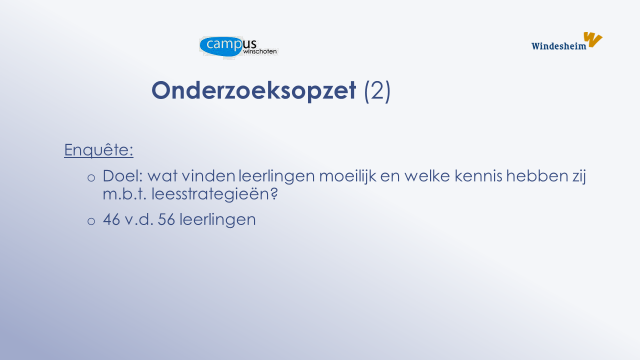 campus
winschoten
Windesheim
Onderzoeksopzet (2)
Enquête:
o Doel: wat vinden leerlingen moeilijk en welke kennis hebben zij
m.b.t. leesstrategieën?
o 46 v.d. 56 leerlingen